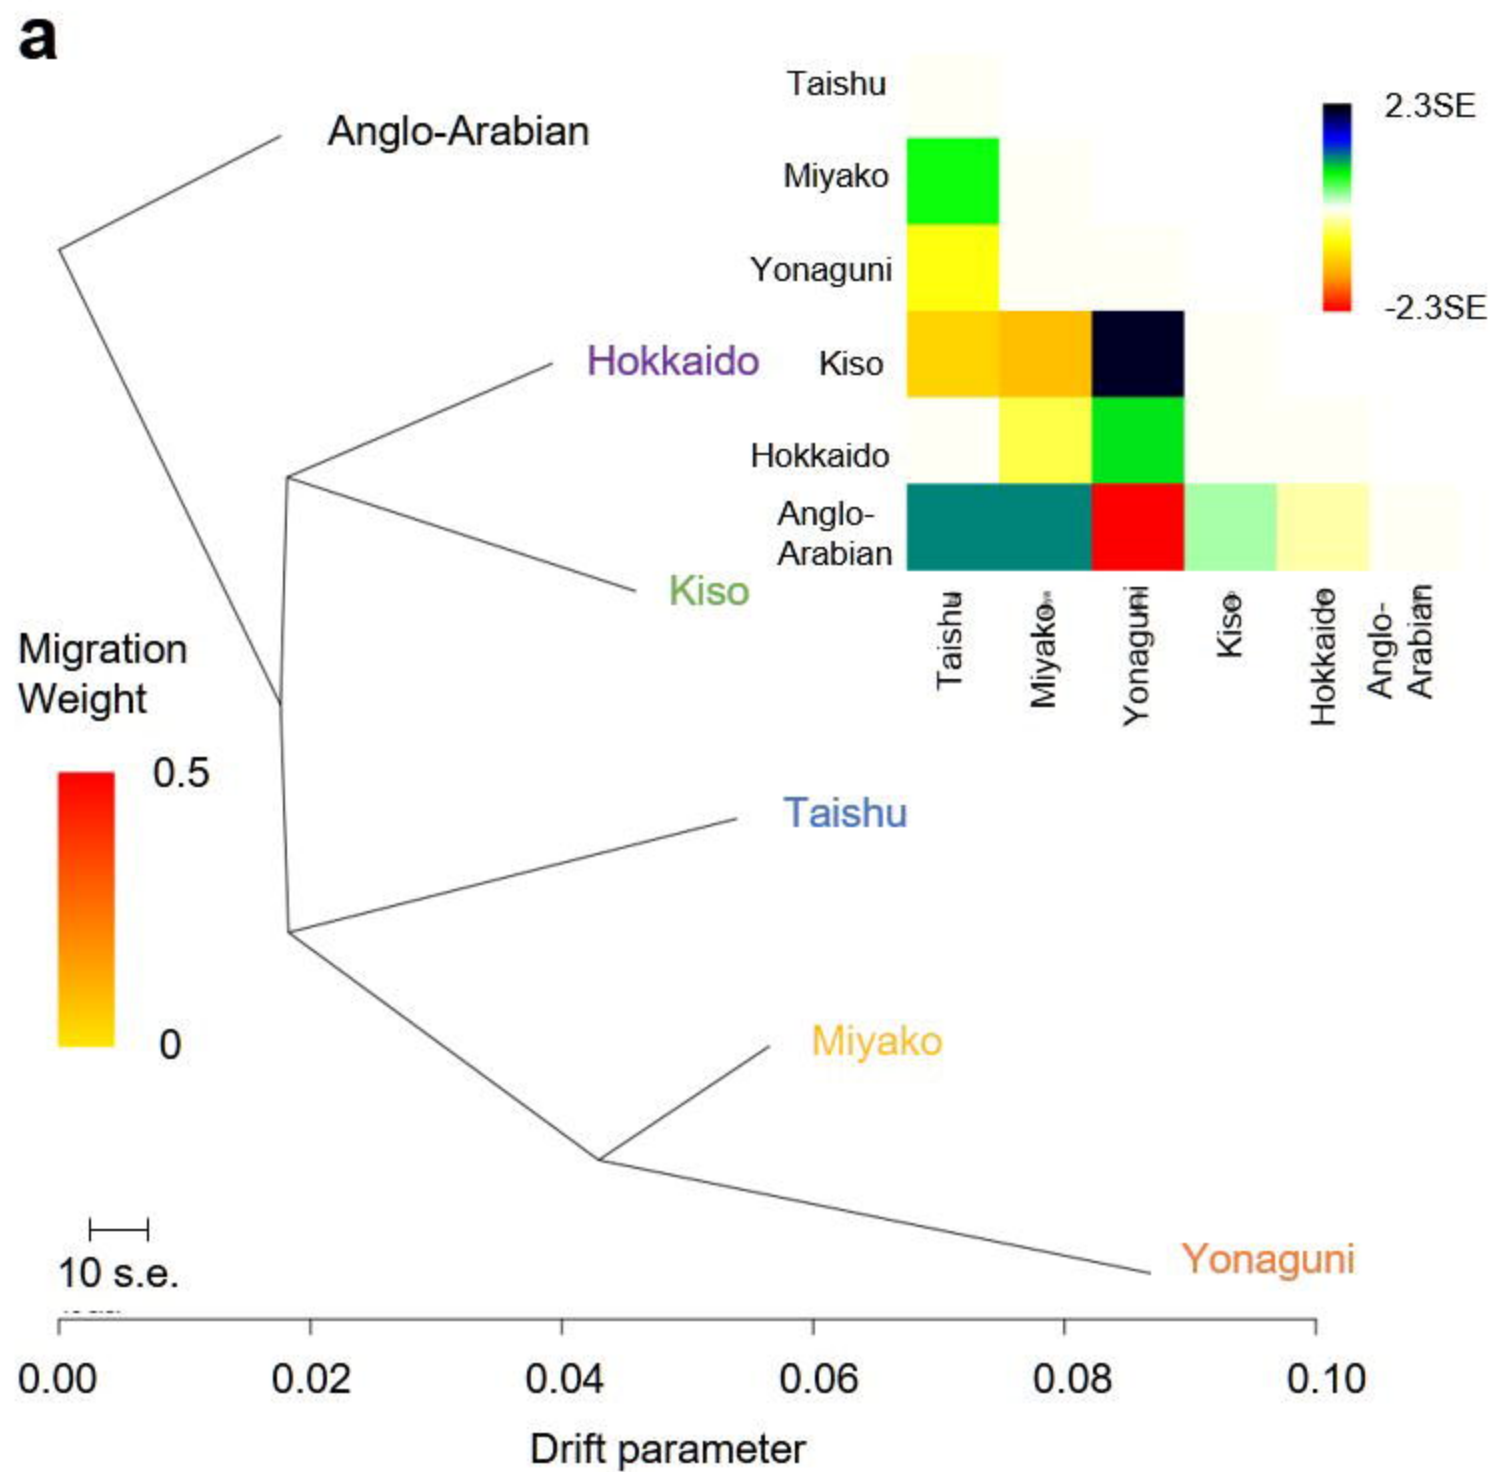 a
Anglo-Arabian
Hokkaido
Kiso
Taishu
Miyako
Yonaguni
Migration
Weight
0.5
0
10 s.e.
0.00
0.02
0.04
0.06
0.08
0.10
Drift parameter
Taishu
Miyako
Yonaguni
Kiso
Hokkaido
Anglo-
Arabian
Taishu
Miyako
Yonaguni
Kiso
Hokkaido
Anglo-
Arabian
2.3SE
-2.3SE